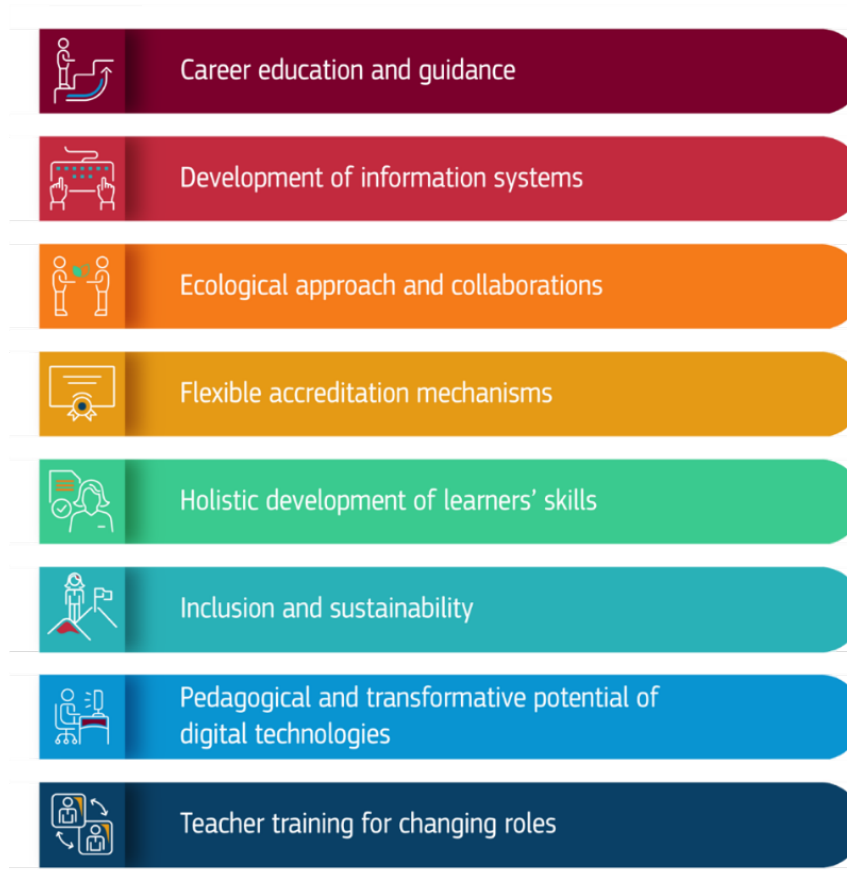 Career education and guidance
Development of information systems
Ecological approach and collaborations
Flexible accreditation mechanisms
Holistic development of learners’ skills
Inclusion and sustainability
Pedagogical and transformative potential of
digital technologies
Teacher training for changing roles